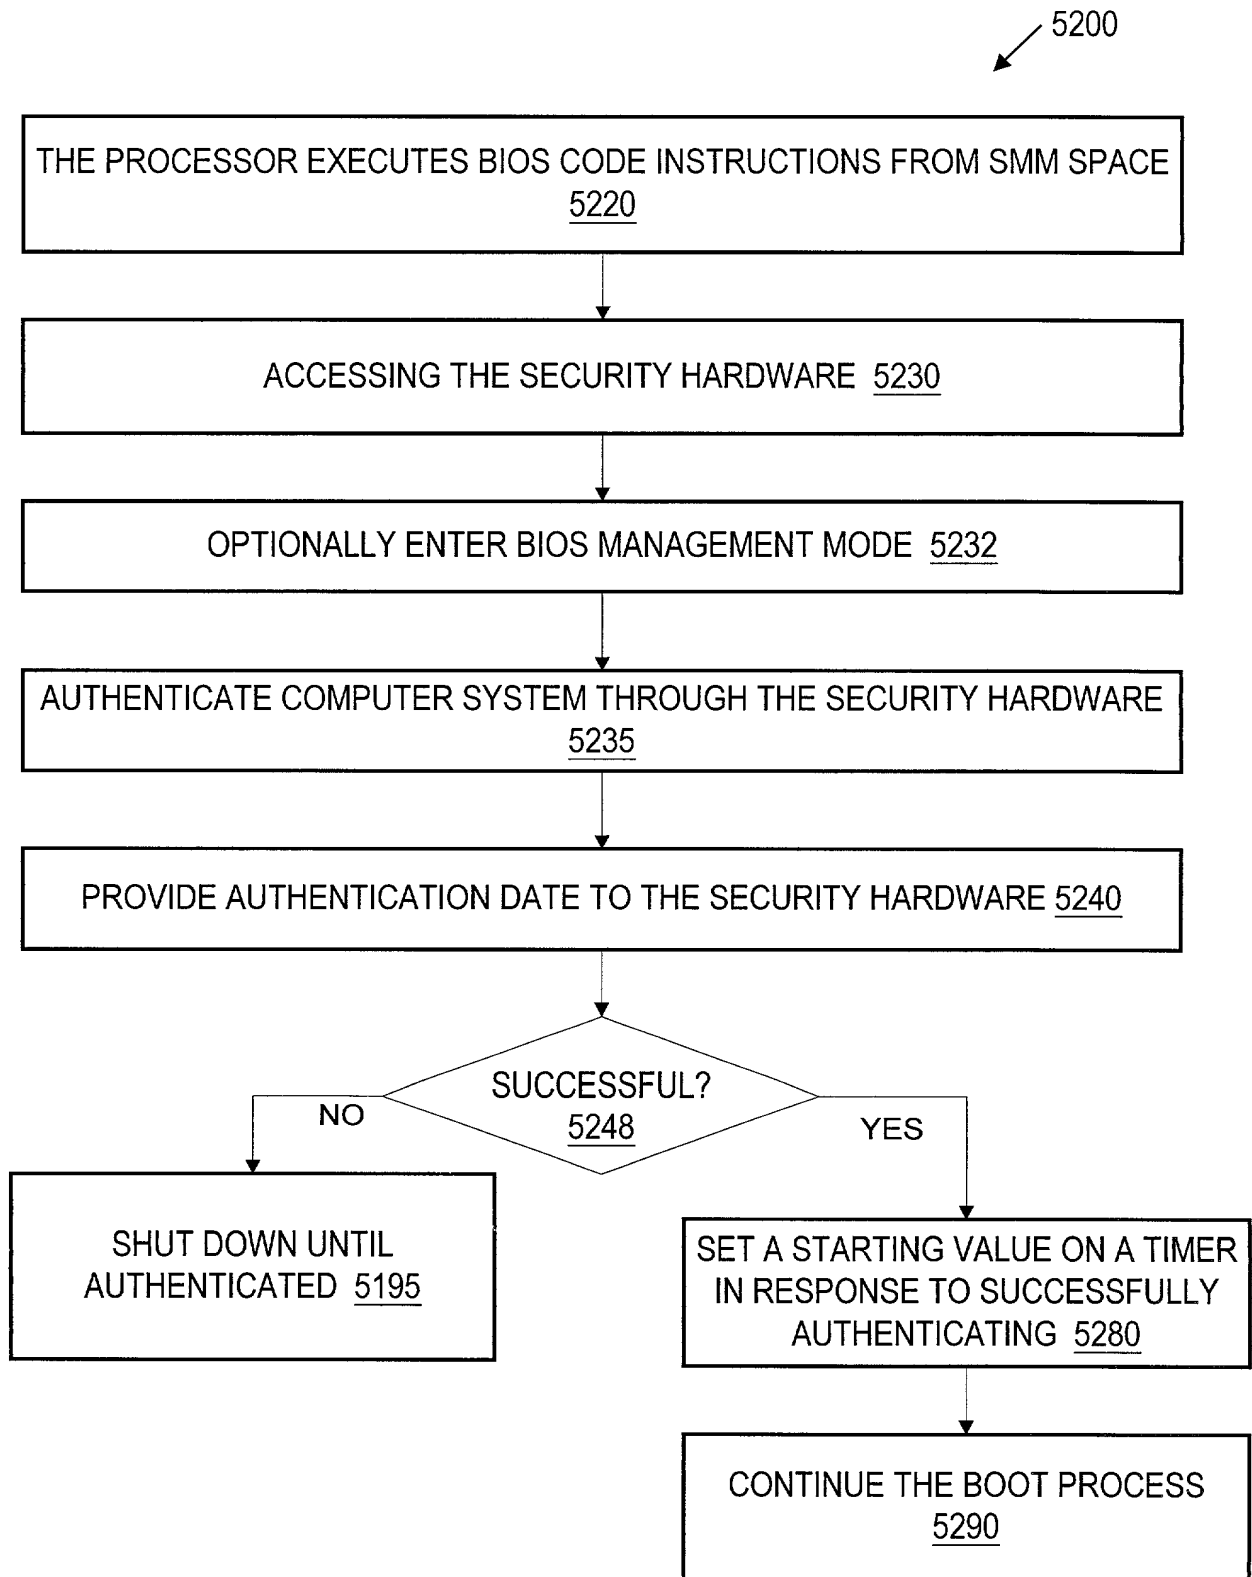 5200
THE PROCESSOR EXECUTES BIOS CODE INSTRUCTIONS FROM SMM SPACE
5220
ACCESSING THE SECURITY HARDWARE 5230
OPTIONALLY ENTER BIOS MANAGEMENT MODE 5232
AUTHENTICATE COMPUTER SYSTEM THROUGH THE SECURITY HARDWARE
5235
PROVIDE AUTHENTICATION DATE TO THE SECURITY HARDWARE 5240
SUCCESSFUL?
5248
NO
YES
SHUT DOWN UNTIL
AUTHENTICATED 5195
SET A STARTING VALUE ON A TIMER
IN RESPONSE TO SUCCESSFULLY
AUTHENTICATING 5280
CONTINUE THE BOOT PROCESS
5290